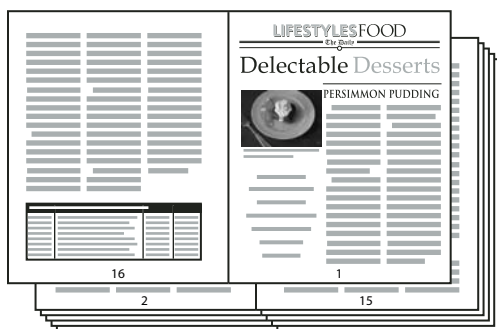 LIFESTYLESFOOD
The Daily
Delectable Desserts
PERSIMMON PUDDING
16
1
2
15